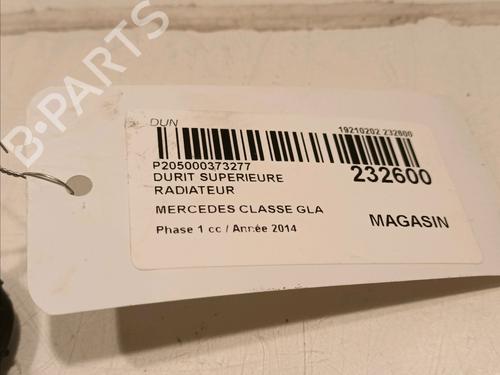 B-PARTS
DUN
19210202 232600
P205000373277
DURIT SUPERIEURE
RADIATEUR
232600
MERCEDES CLASSE GLA
MAGASIN
Phase 1 cc / Année 2014